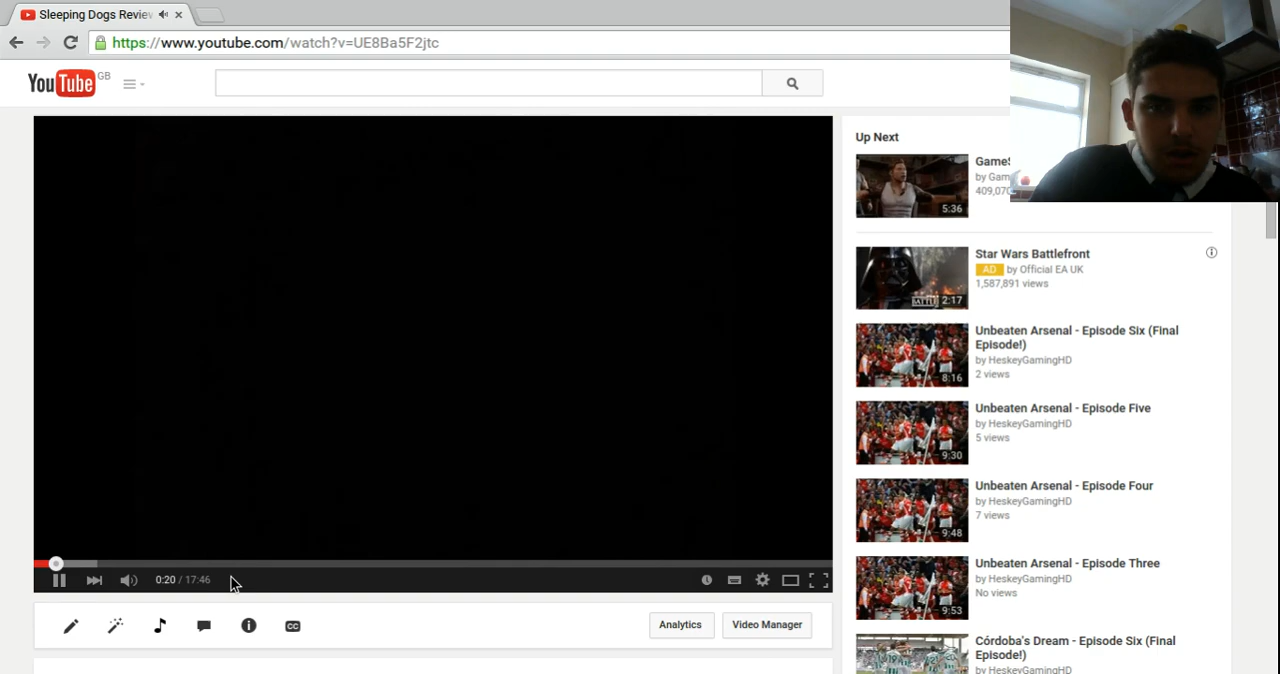 Sleeping Dogs Review
https://www.youtube.com/watch?v=UE8Ba5F2jtc
YouTube GB
Up Next
5:36
Star Wars Battlefront
AD by Official EA UK
1,587,891 views
BATTLE
2:17
Unbeaten Arsenal - Episode Six (Final
Episode!)
by HeskeyGamingHD
2 views
8:16
Unbeaten Arsenal - Episode Five
by HeskeyGamingHD
5 views
9:30
Unbeaten Arsenal - Episode Four
by HeskeyGamingHD
7 views
9:48
Unbeaten Arsenal - Episode Three
by HeskeyGamingHD
No views
9:53
Córdoba's Dream - Episode Six (Final
Episode!)
by HeskeyGamingHD
0:20 / 17:46
CC
Analytics
Video Manager